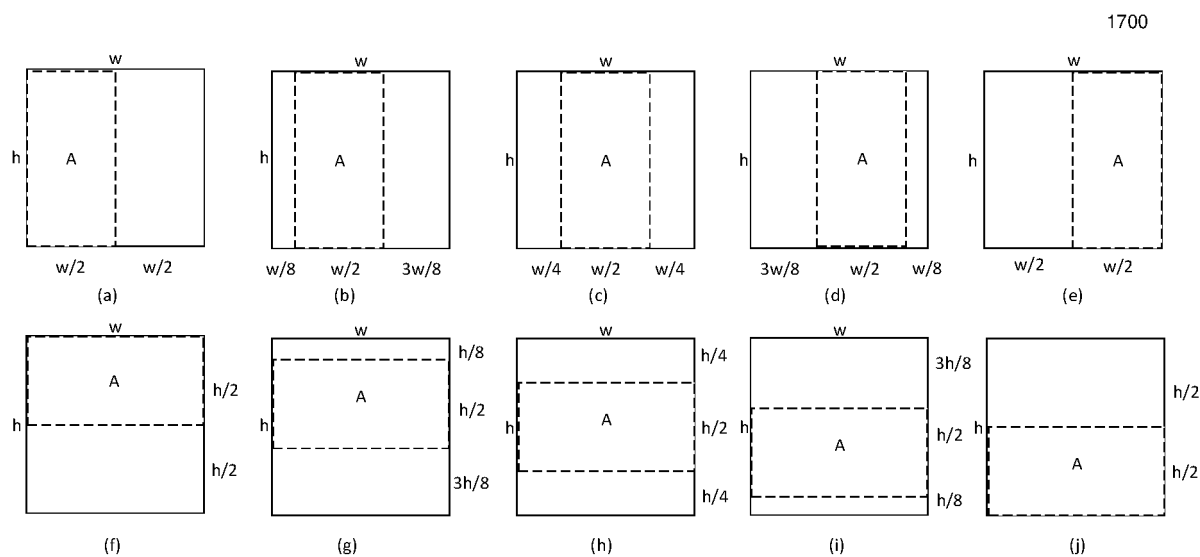 1700
w w w w w
h A h A h A h A h A
w/2 w/2 w/8 w/2 3w/8 w/4 w/2 w/4 3w/8 w/2 w/8 w/2 w/2
(a) (b) (c) (d) (e)
w w w w w
h/8 h/4 3h/8
A h/2 A h/2 A h/2 h/2
h h h h h/2 h
A A h/2
h/2 3h/8 h/4 h/8
(f) (g) (h) (i) (j)